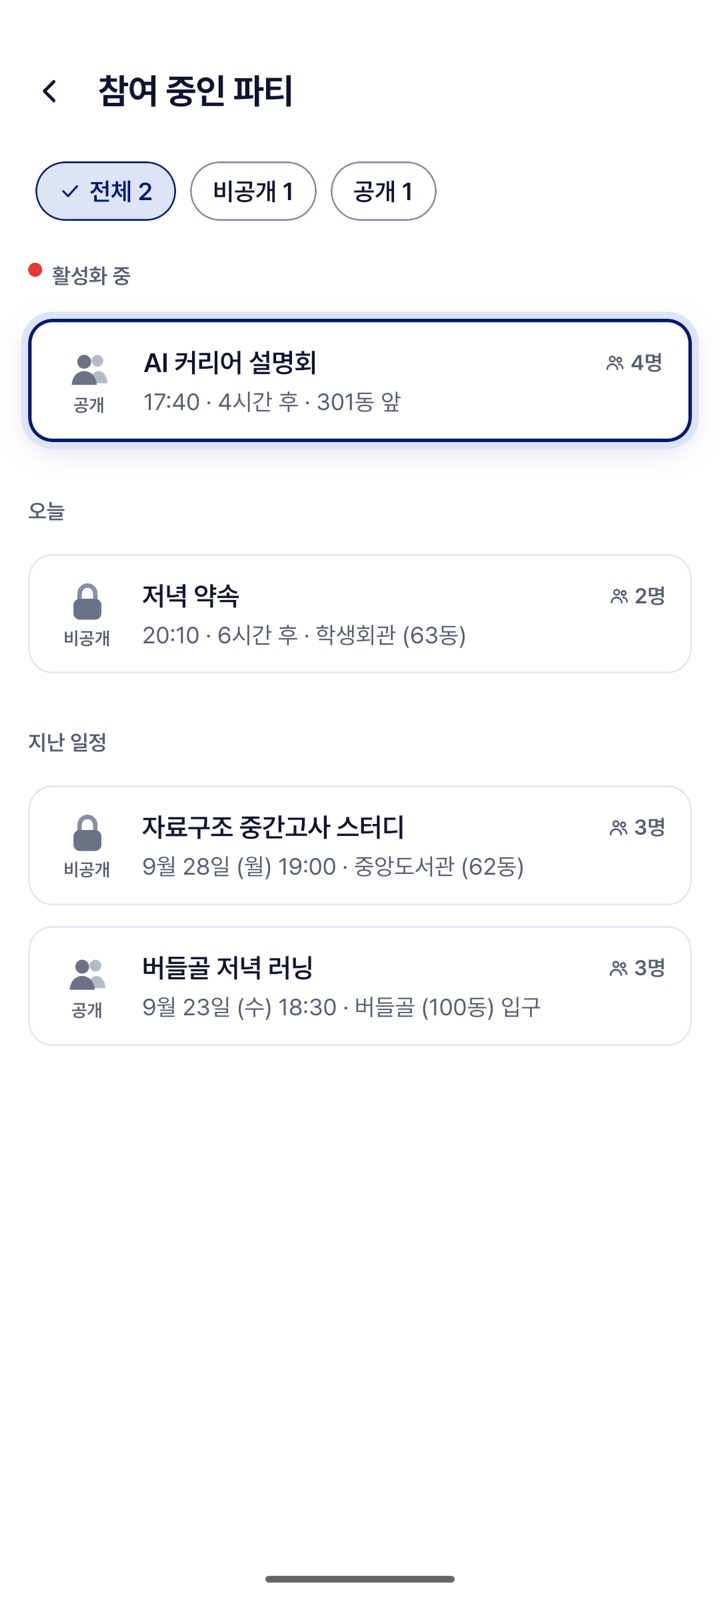 참여 중인 파티
전체 2
비공개 1
공개 1
활성화 중
AI 커리어 설명회
4명
공개
17:40 · 4시간 후 · 301동 앞
오늘
저녁 약속
2명
비공개
20:10 · 6시간 후 · 학생회관 (63동)
지난 일정
자료구조 중간고사 스터디
3명
비공개
9월 28일 (월) 19:00 · 중앙도서관 (62동)
버들골 저녁 러닝
3명
공개
9월 23일 (수) 18:30 · 버들골 (100동) 입구